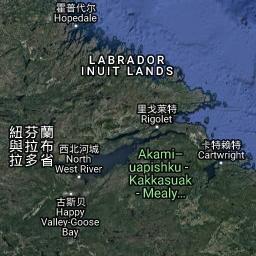 霍普代尔
Hopedale
LABRADOR
INUIT LANDS
里戈萊特
Rigolet
紐芬蘭
與拉布
拉多省
西北河城
North
West River
卡特賴特
Cartwright
Akami–
uapishku -
Kakkasuak
- Mealy...
古斯贝
Happy
Valley-Goose
Bay